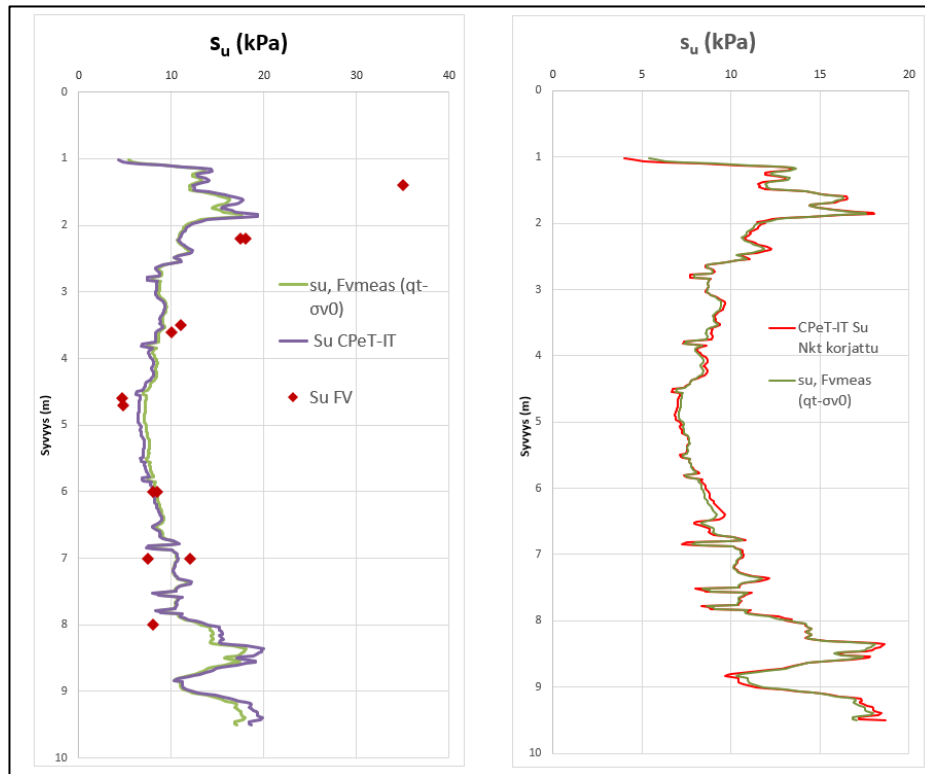 s_u (kPa)
0 10 20 30 40
0
1
2
3
4
5
6
7
8
9
10
Syvyys (m)
su, Fvmeas (qt-
σv0)
Su CPeT-IT
Su FV
s_u (kPa)
0 5 10 15 20
0
1
2
3
4
5
6
7
8
9
10
Syvyys (m)
CPeT-IT Su
Nkt korjattu
su, Fvmeas
(qt-σv0)